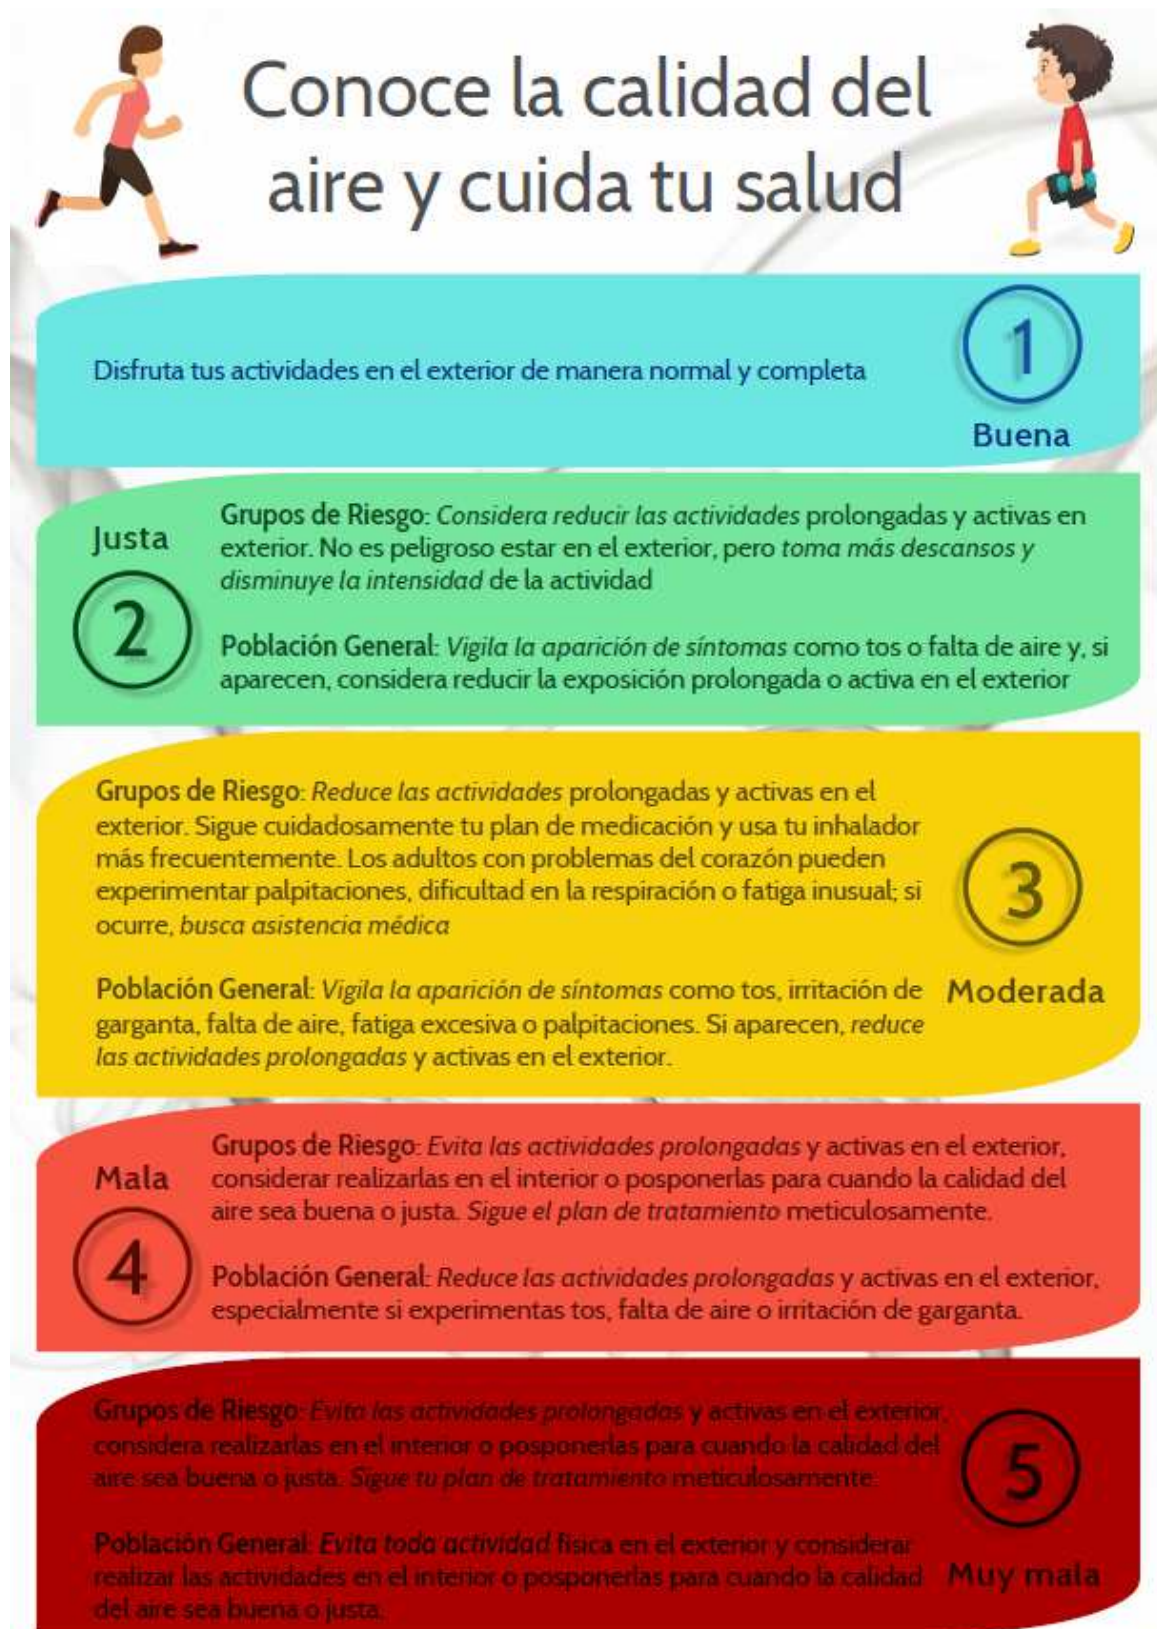 Conoce la calidad del
aire y cuida tu salud
Disfruta tus actividades en el exterior de manera normal y completa
1
Buena
Justa
2
Grupos de Riesgo: Considera reducir las actividades prolongadas y activas en
exterior. No es peligroso estar en el exterior, pero toma más descansos y
disminuye la intensidad de la actividad
Población General: Vigila la aparición de síntomas como tos o falta de aire y, si
aparecen, considera reducir la exposición prolongada o activa en el exterior
Grupos de Riesgo: Reduce las actividades prolongadas y activas en el
exterior. Sigue cuidadosamente tu plan de medicación y usa tu inhalador
más frecuentemente. Los adultos con problemas del corazón pueden
experimentar palpitaciones, dificultad en la respiración o fatiga inusual; si
ocurre, busca asistencia médica
Población General: Vigila la aparición de síntomas como tos, irritación de
garganta, falta de aire, fatiga excesiva o palpitaciones. Si aparecen, reduce
las actividades prolongadas y activas en el exterior.
3
Moderada
Mala
4
Grupos de Riesgo: Evita las actividades prolongadas y activas en el exterior,
considerar realizarlas en el interior o posponerlas para cuando la calidad del
aire sea buena o justa. Sigue el plan de tratamiento meticulosamente.
Población General: Reduce las actividades prolongadas y activas en el exterior,
especialmente si experimentas tos, falta de aire o irritación de garganta.
Grupos de Riesgo: Evita las actividades prolongadas y activas en el exterior,
considera realizarlas en el interior o posponerlas para cuando la calidad del
aire sea buena o justa. Sigue tu plan de tratamiento meticulosamente.
Población General: Evita toda actividad física en el exterior y considerar
realizar las actividades en el interior o posponerlas para cuando la calidad
del aire sea buena o justa.
5
Muy mala